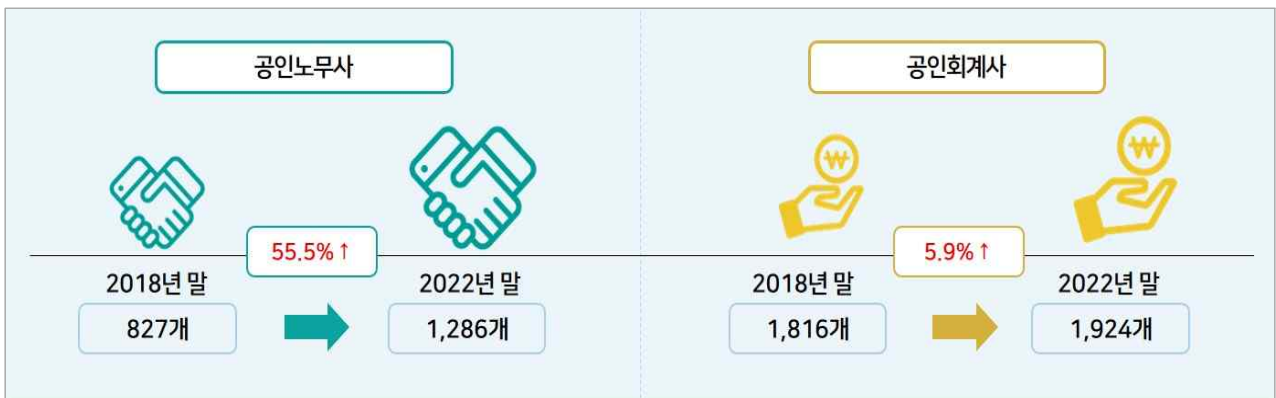 공인노무사
55.5%↑
2018년 말
2022년 말
827개
1,286개
공인회계사
₩
₩
5.9%↑
2018년 말
2022년 말
1,816개
1,924개